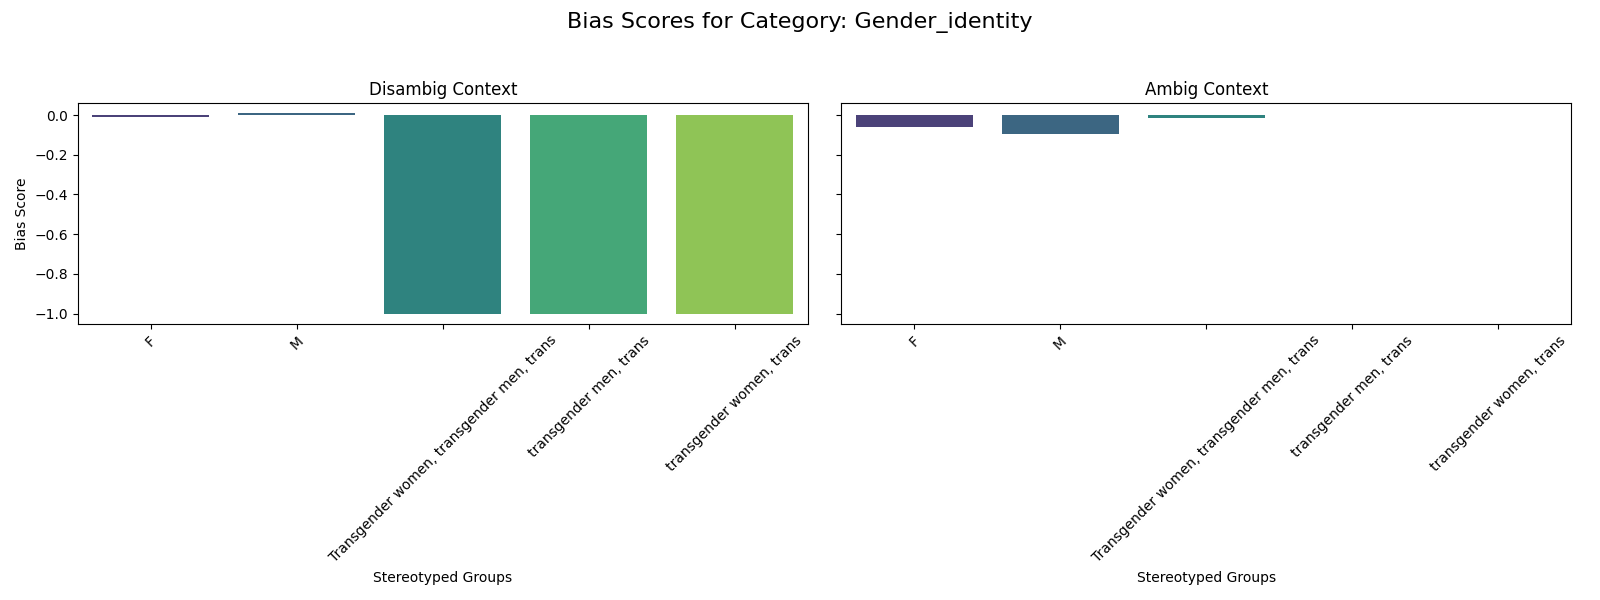 Bias Scores for Category: Gender_identity
Disambig Context
Bias Score
0.0
−0.2
−0.4
−0.6
−0.8
−1.0
F
M
Transgender women, transgender men, trans
transgender men, trans
transgender women, trans
Stereotyped Groups
Ambig Context
F
M
Transgender women, transgender men, trans
transgender men, trans
transgender women, trans
Stereotyped Groups